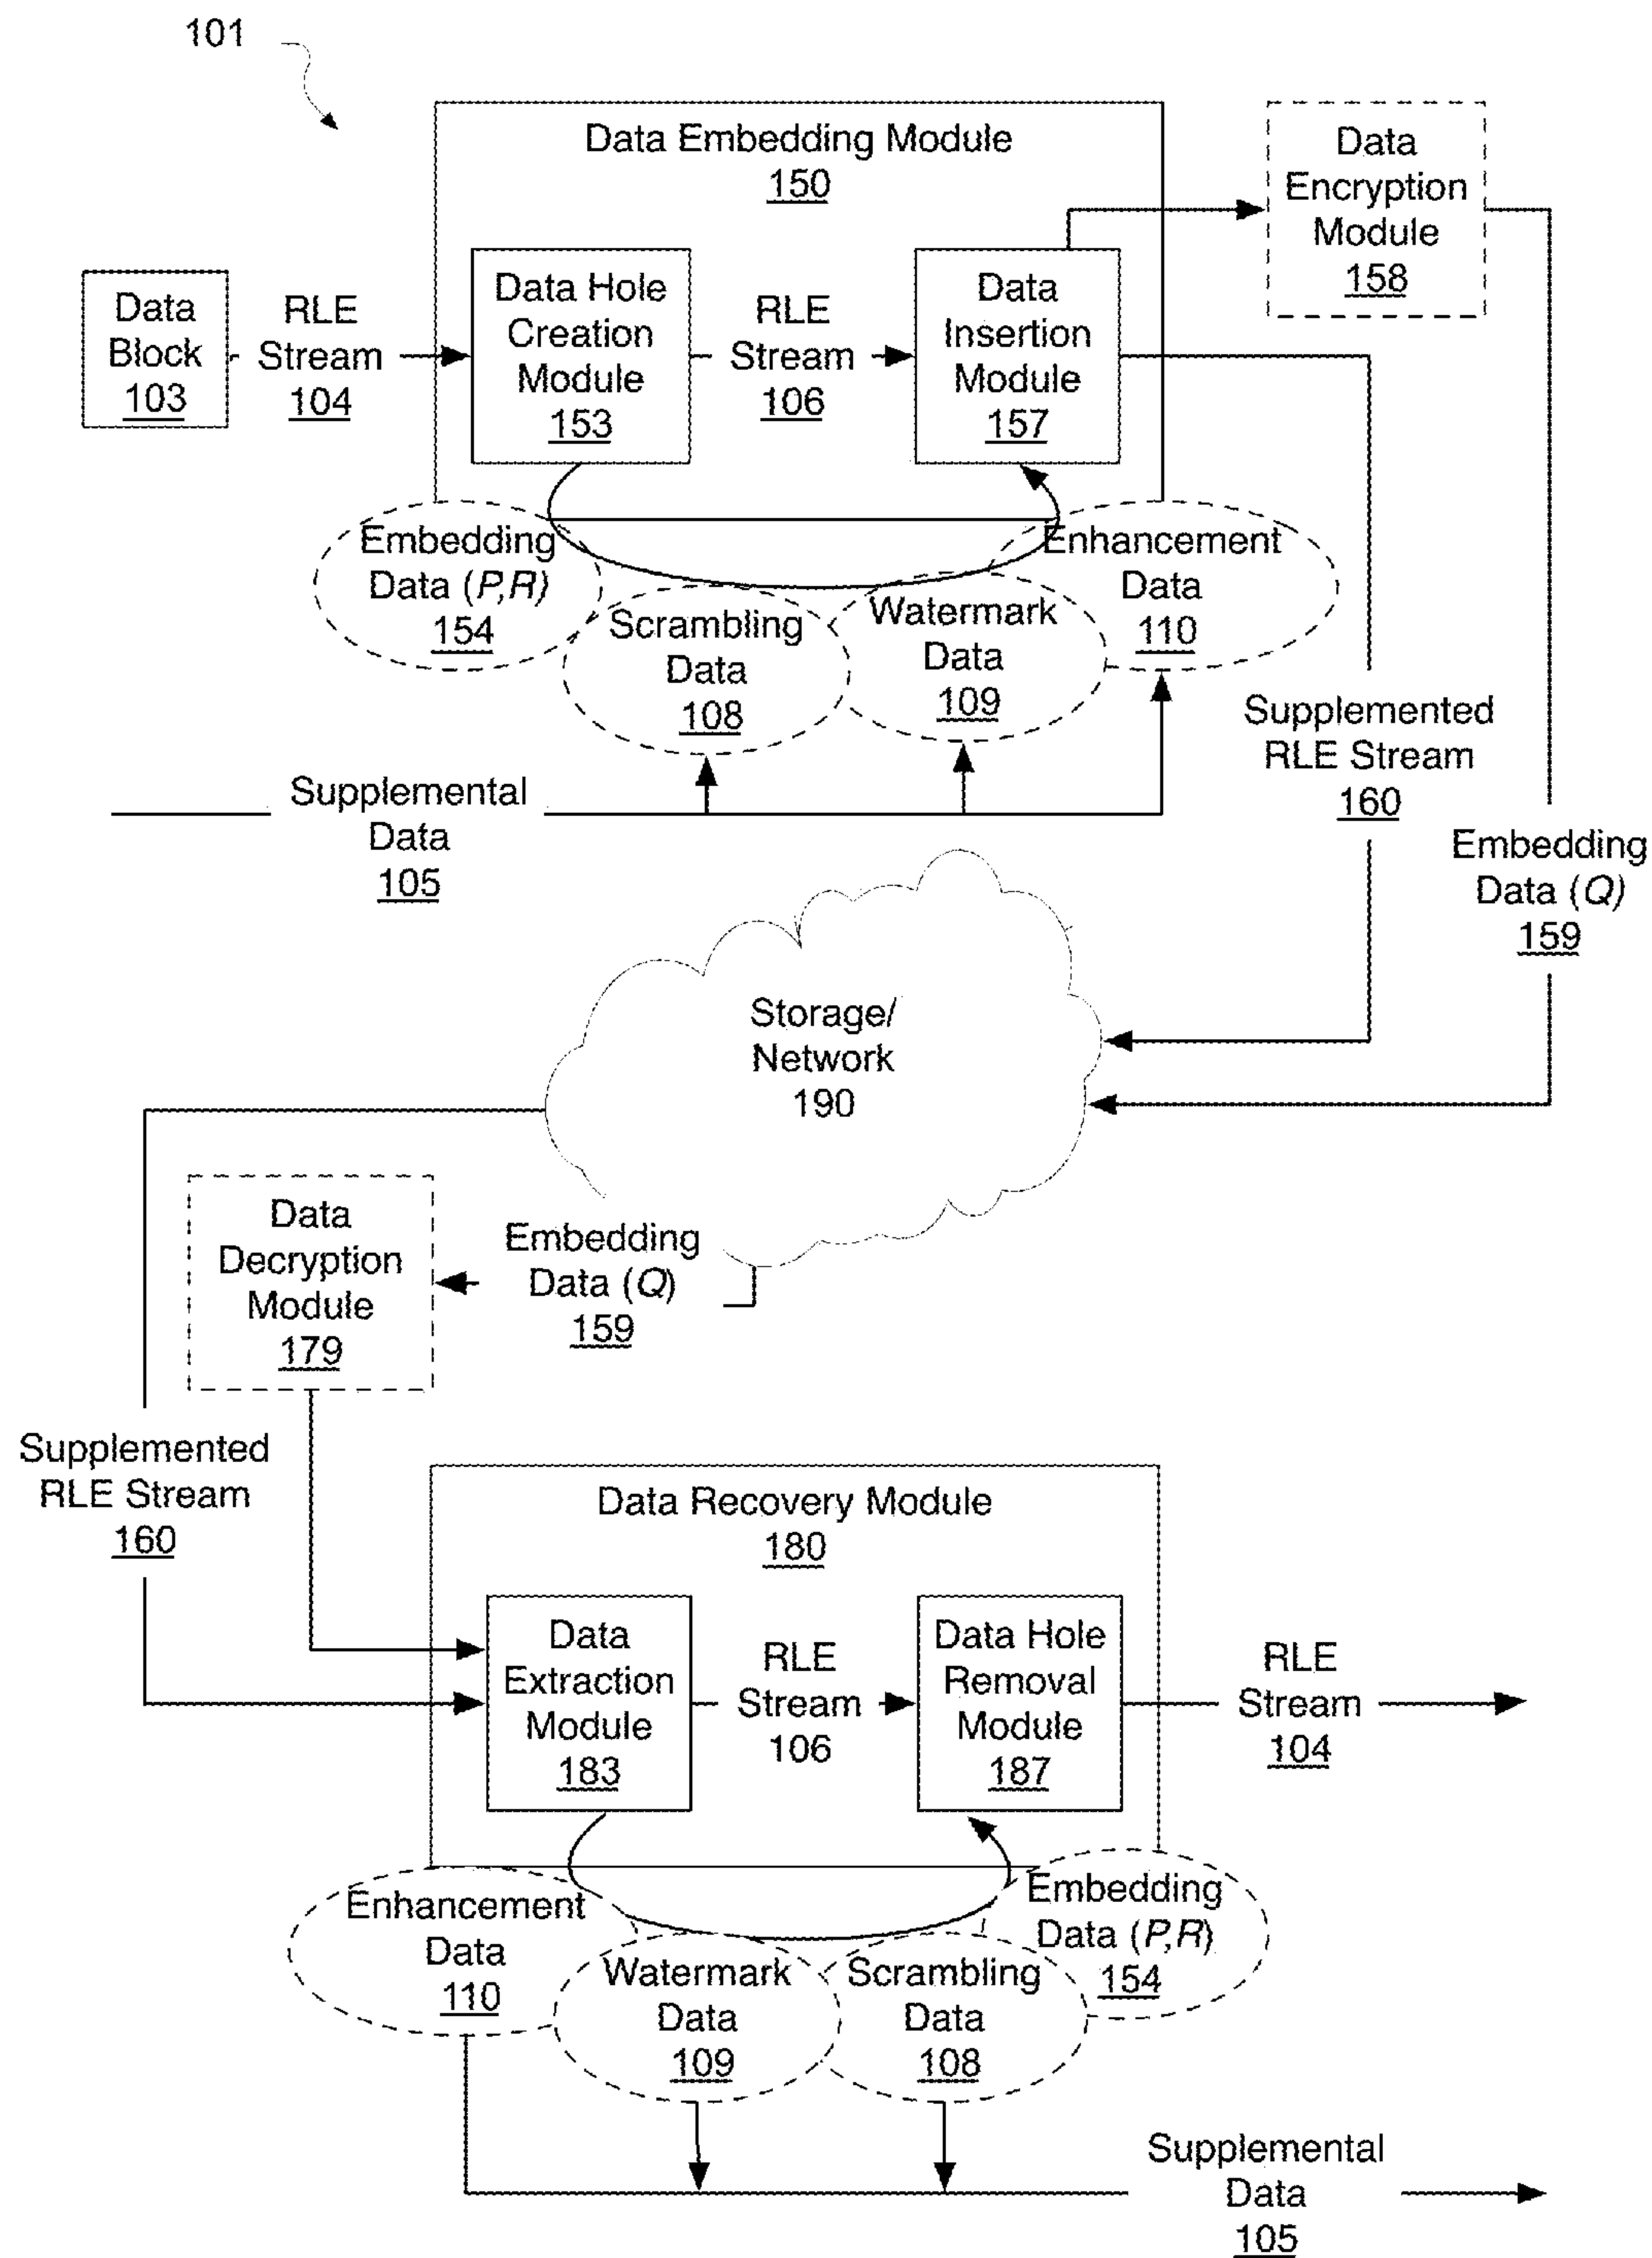 101
Data Embedding Module
150
Data
Encryption
Module
158
Data
Block
103
RLE
Stream
104
Data Hole
Creation
Module
153
RLE
Stream
106
Data
Insertion
Module
157
Embedding
Data (P,R)
154
Scrambling
Data
108
Watermark
Data
109
Enhancement
Data
110
Supplemental
Data
105
Supplemented
RLE Stream
160
Embedding
Data (Q)
159
Storage/
Network
190
Data
Decryption
Module
179
Embedding
Data (Q)
159
Supplemented
RLE Stream
160
Data Recovery Module
180
Data
Extraction
Module
183
RLE
Stream
106
Data Hole
Removal
Module
187
RLE
Stream
104
Enhancement
Data
110
Watermark
Data
109
Scrambling
Data
108
Embedding
Data (P,R)
154
Supplemental
Data
105